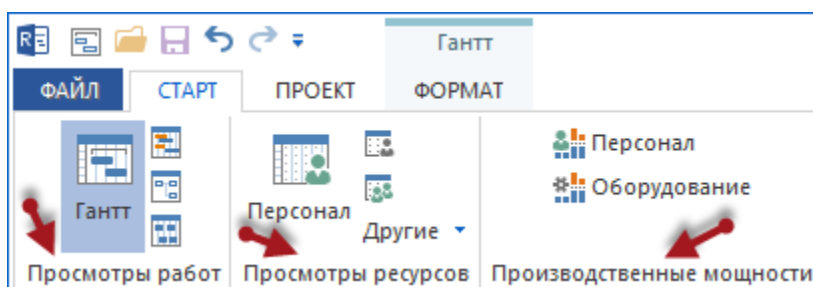 Гантт
ФАЙЛ СТАРТ ПРОЕКТ ФОРМАТ
Гантт Персонал Другие Персонал
Оборудование
Просмотры работ Просмотры ресурсов Производственные мощности